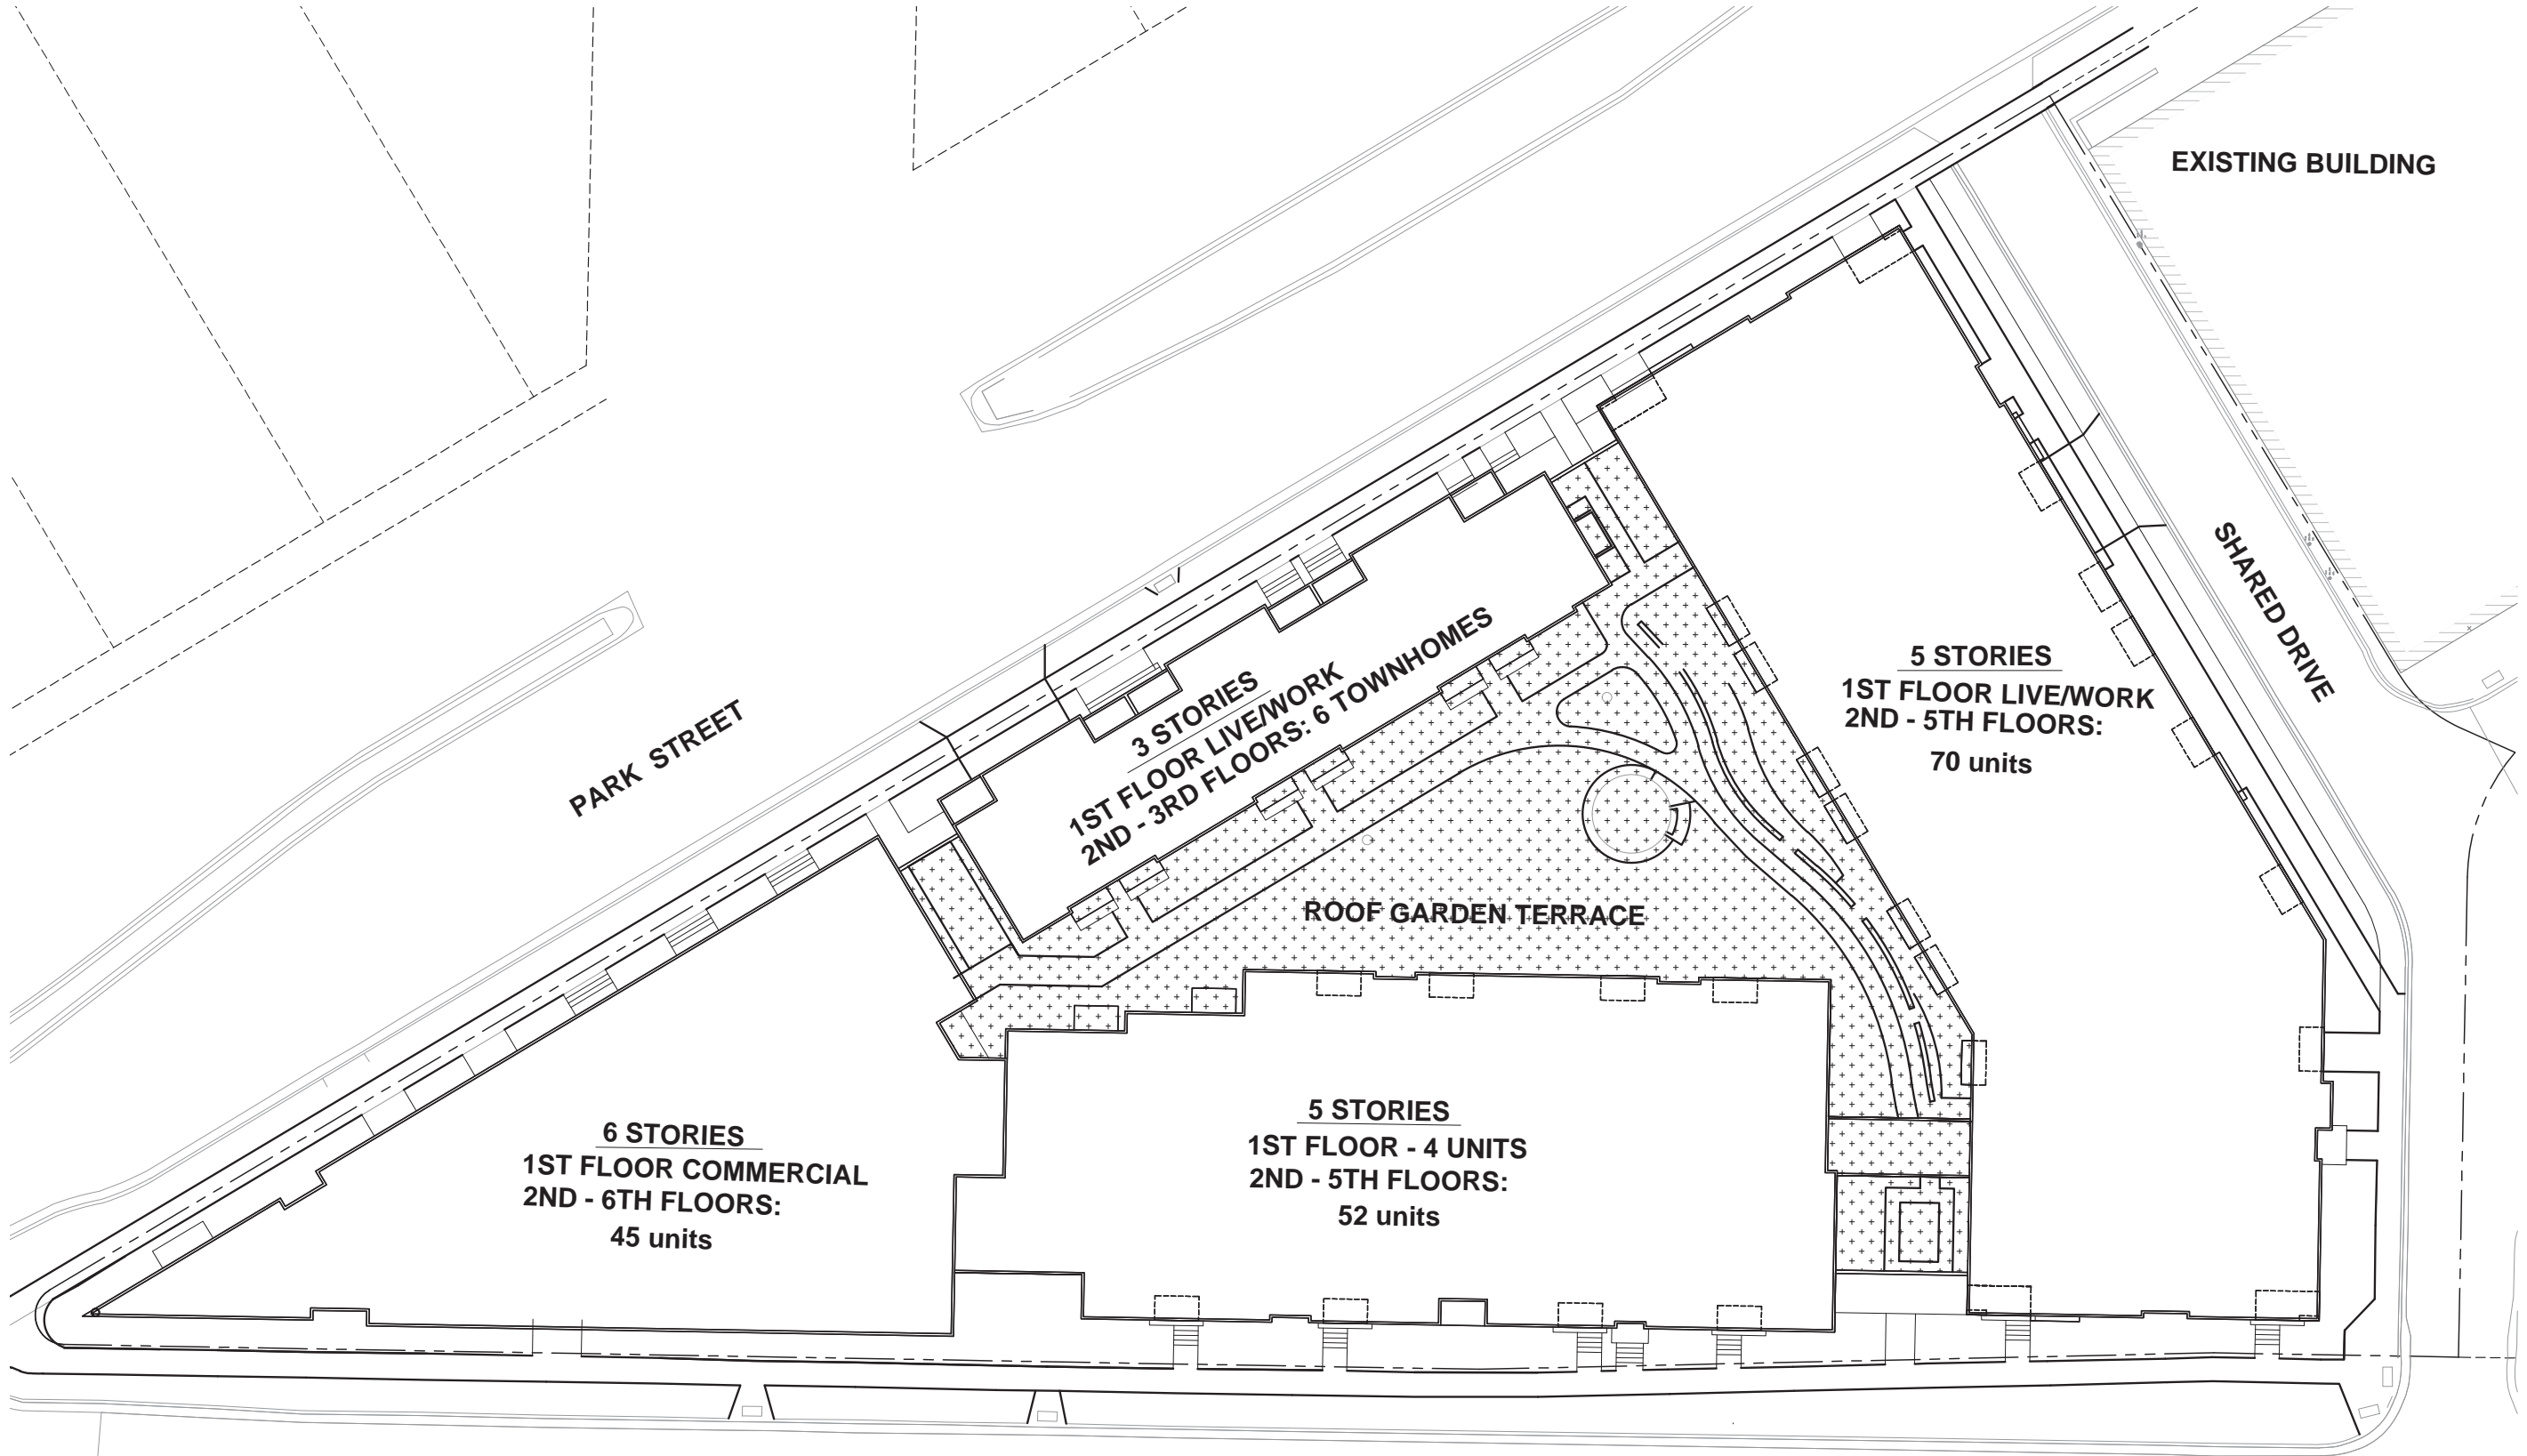 EXISTING BUILDING
SHARED DRIVE
PARK STREET
3 STORIES
1ST FLOOR LIVE/WORK
2ND - 3RD FLOORS: 6 TOWNHOMES
5 STORIES
1ST FLOOR LIVE/WORK
2ND - 5TH FLOORS:
70 units
ROOF GARDEN TERRACE
6 STORIES
1ST FLOOR COMMERCIAL
2ND - 6TH FLOORS:
45 units
5 STORIES
1ST FLOOR - 4 UNITS
2ND - 5TH FLOORS:
52 units